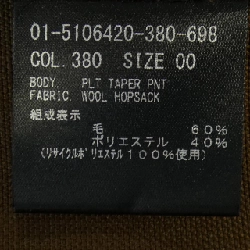 01-5106420-380-698
COL.380 SIZE 00
BODY. PLT TAPER PNT
FABRIC. WOOL HOPSACK
組成表示
毛 60%
ポリエステル 40%
(リサイクルポリエステル100%使用)